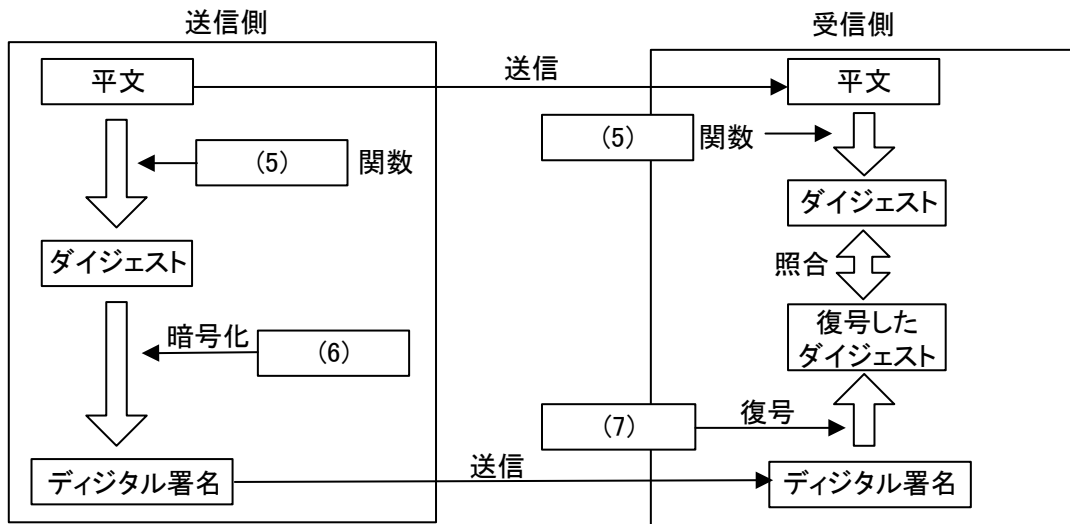 送信側
受信側
平文
送信
平文
(5)
関数
(5)
関数
ダイジェスト
ダイジェスト
照合
暗号化
(6)
復号した
ダイジェスト
(7)
復号
ディジタル署名
送信
ディジタル署名